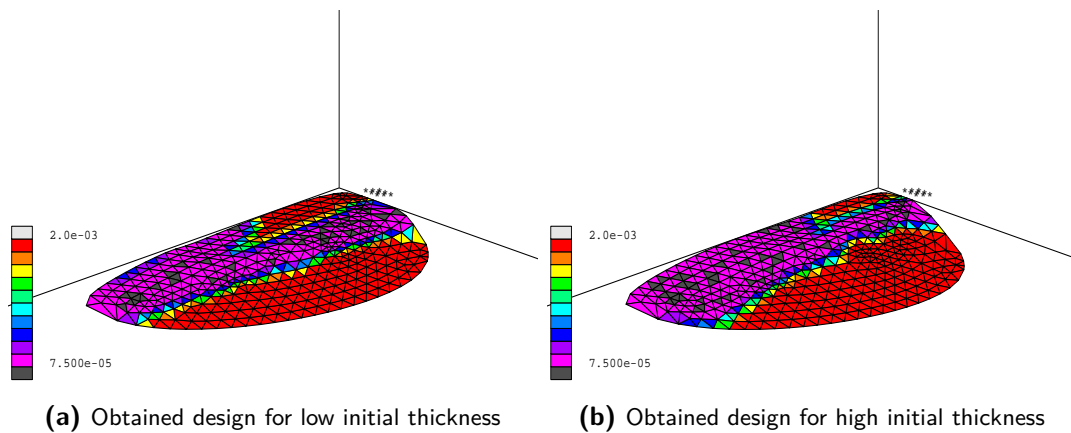 *###*
*###*
2.0e-03
2.0e-03
7.500e-05
7.500e-05
(a) Obtained design for low initial thickness
(b) Obtained design for high initial thickness